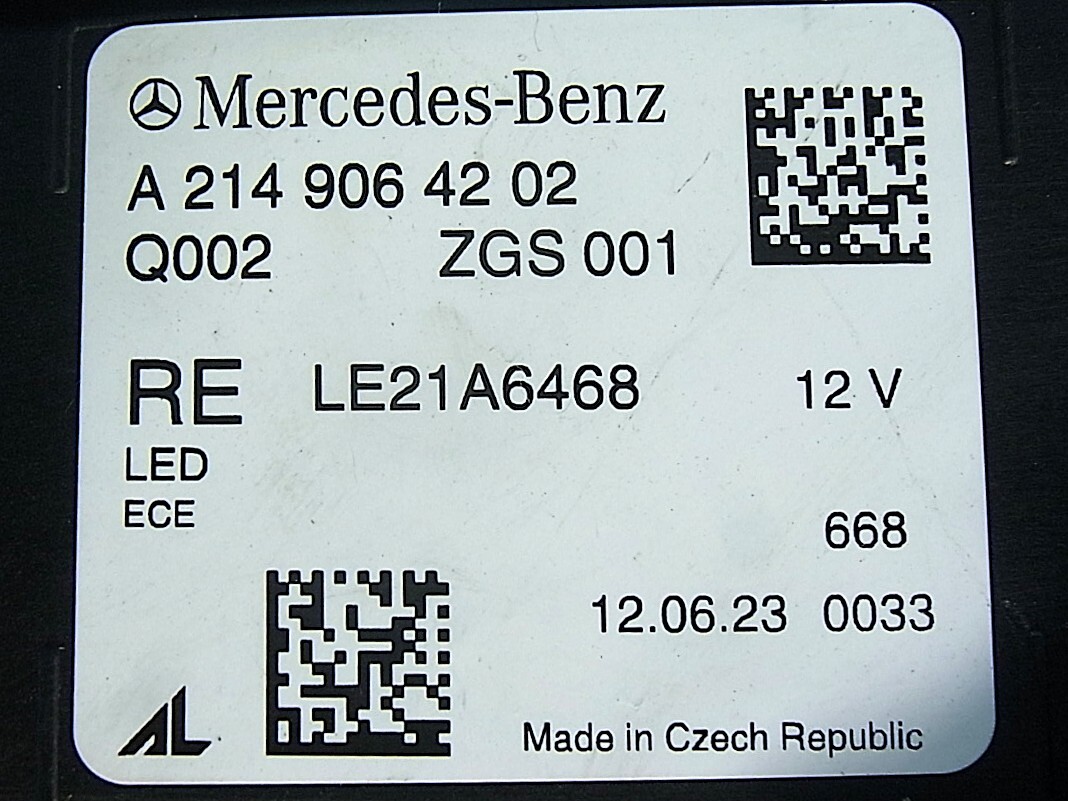 Mercedes-Benz
A 214 906 42 02
Q002 ZGS 001
RE LE21A6468 12 V
LED
ECE
668
12.06.23 0033
AL
Made in Czech Republic